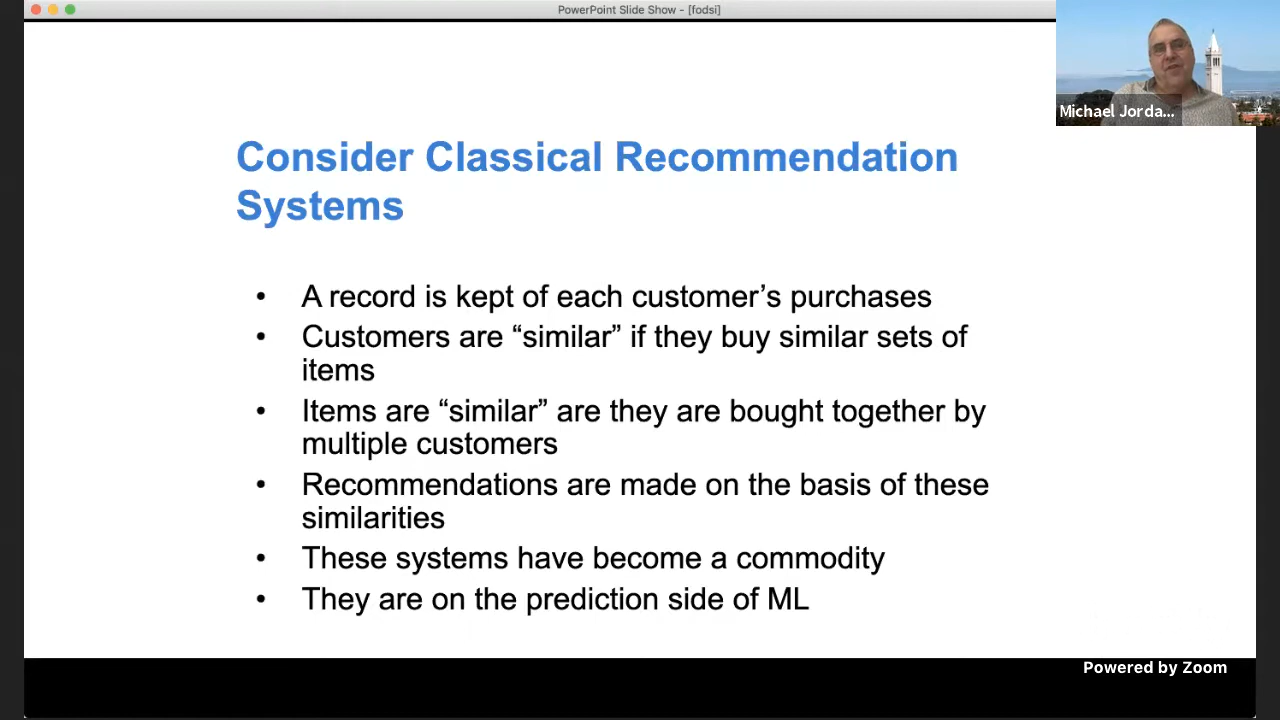 PowerPoint Slide Show - [fodsi]
Michael Jorda...
Consider Classical Recommendation
Systems
• A record is kept of each customer’s purchases
• Customers are “similar” if they buy similar sets of
items
• Items are “similar” are they are bought together by
multiple customers
• Recommendations are made on the basis of these
similarities
• These systems have become a commodity
• They are on the prediction side of ML
Powered by Zoom